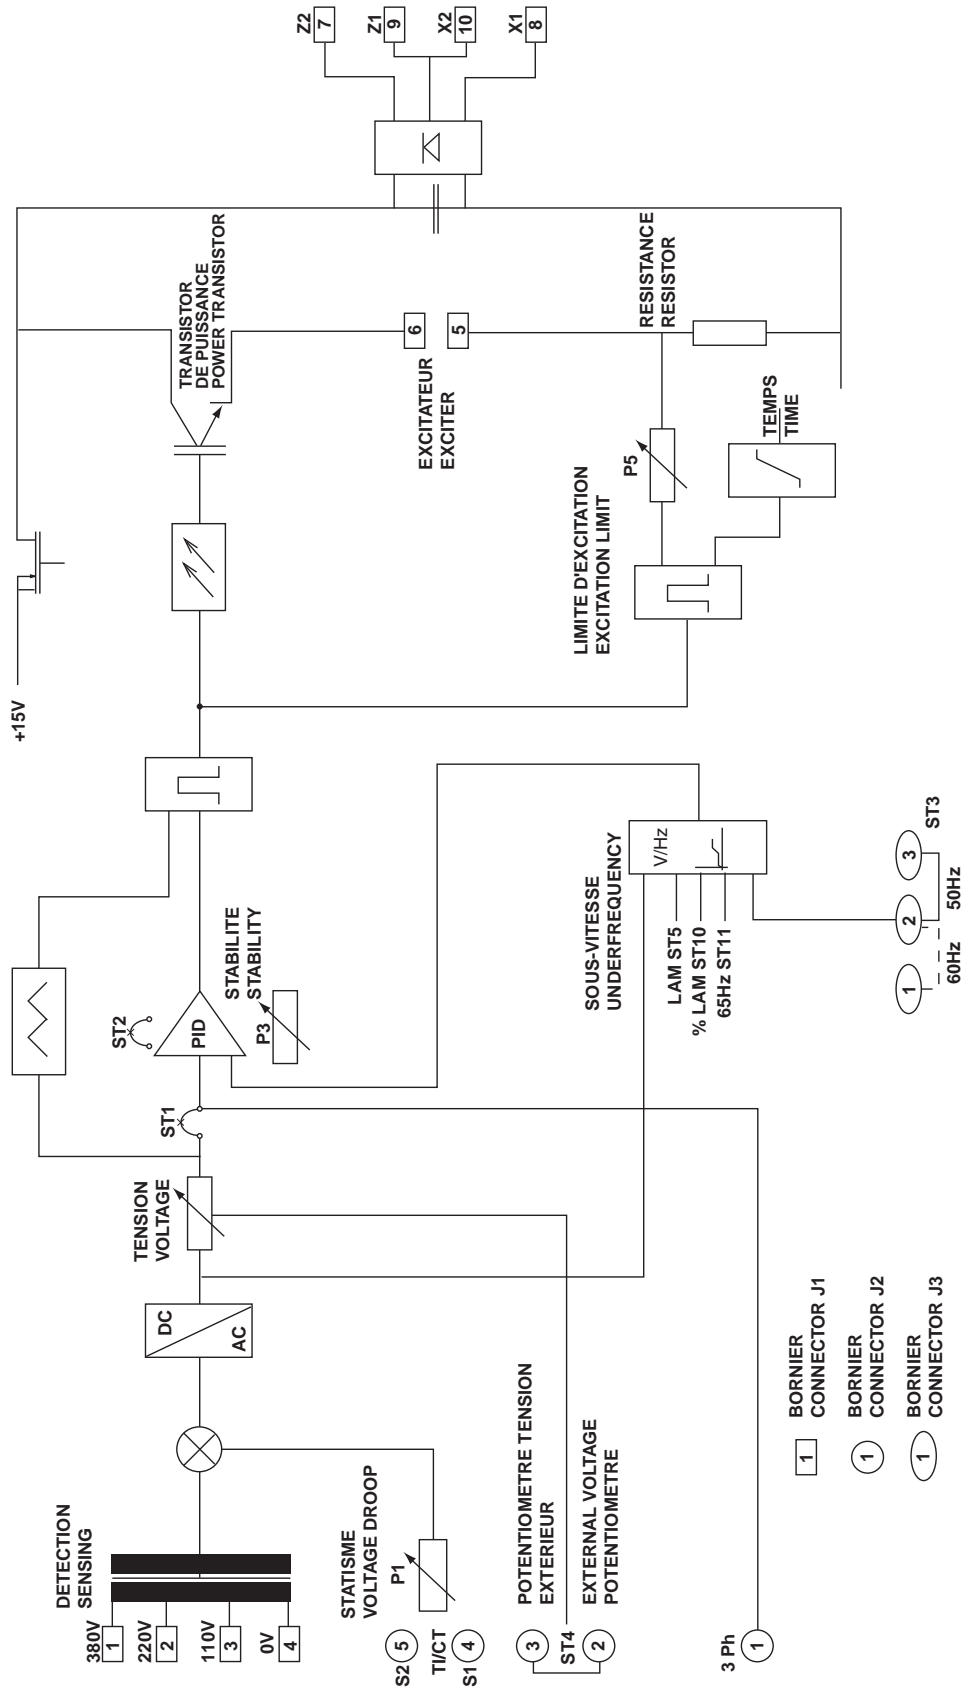 DETECTION
SENSING
380V
1
220V
2
110V
3
0V
4
DC
AC
TENSION
VOLTAGE
ST1
ST2
PID
STABILITE
STABILITY
P3
+15V
TRANSISTOR
DE PUISSANCE
POWER TRANSISTOR
Z2
7
Z1
9
X2
10
X1
8
EXCITATEUR
EXCITER
6
5
RESISTANCE
RESISTOR
P5
LIMITE D'EXCITATION
EXCITATION LIMIT
TEMPS
TIME
STATISME
VOLTAGE DROOP
P1
S2
5
TI/CT
S1
4
POTENTIOMETRE TENSION
EXTERIEUR
3
ST4
2
EXTERNAL VOLTAGE
POTENTIOMETRE
3 Ph
1
SOUS-VITESSE
UNDERFREQUENCY
V/Hz
LAM ST5
% LAM ST10
65Hz ST11
1
2
3
ST3
60Hz
50Hz
1
BORNIER
CONNECTOR J1
1
BORNIER
CONNECTOR J2
1
BORNIER
CONNECTOR J3